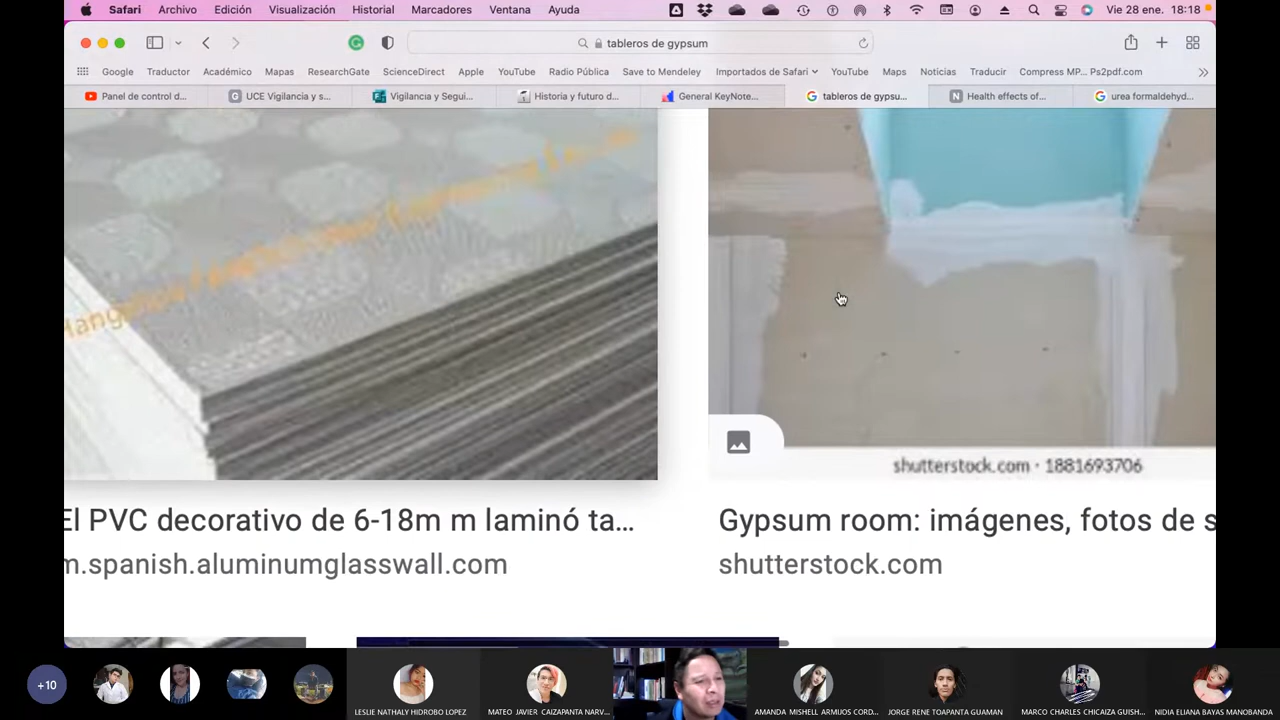 Safari Archivo Edición Visualización Historial Marcadores Ventana Ayuda Vie 28 ene. 18:18
tableros de gypsum
Google Traductor Académico Mapas ResearchGate ScienceDirect Apple YouTube Radio Pública Save to Mendeley Importados de Safari YouTube Maps Noticias Traducir Compress MP... Ps2pdf.com
Panel de control d... UCE Vigilancia y s... Vigilancia y Segui... Historia y futuro d... General KeyNote... tableros de gypsu... Health effects of... urea formaldehyd...
shutterstock.com · 1881693706
El PVC decorativo de 6-18m m laminó ta... Gypsum room: imágenes, fotos de s
m.spanish.aluminumglasswall.com shutterstock.com
+10
LESLIE NATHALY HIDROBO LOPEZ MATEO JAVIER CAIZAPANTA NARV... AMANDA MISHELL ARMIJOS CORD... JORGE RENE TOAPANTA GUAMAN MARCO CHARLES CHICAIZA GUISH... NIDIA ELIANA BAYAS MANOBANDA